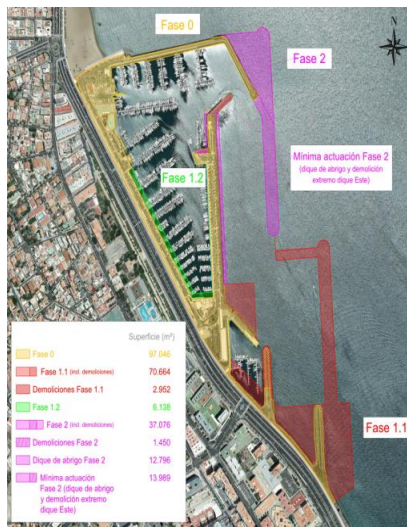 Fase 0
Fase 2
N
Mínima actuación Fase 2
(dique de abrigo y demolición
extremo dique Este)
Fase 1.2
Fase 1.1
Superficie (m²)
Fase 0 97.046
Fase 1.1 (incl. demoliciones) 70.664
Demoliciones Fase 1.1 2.952
Fase 1.2 6.138
Fase 2 (incl. demoliciones) 37.076
Demoliciones Fase 2 1.450
Dique de abrigo Fase 2 12.796
Mínima actuación 13.989
Fase 2 (dique de abrigo
y demolición extremo
dique Este)